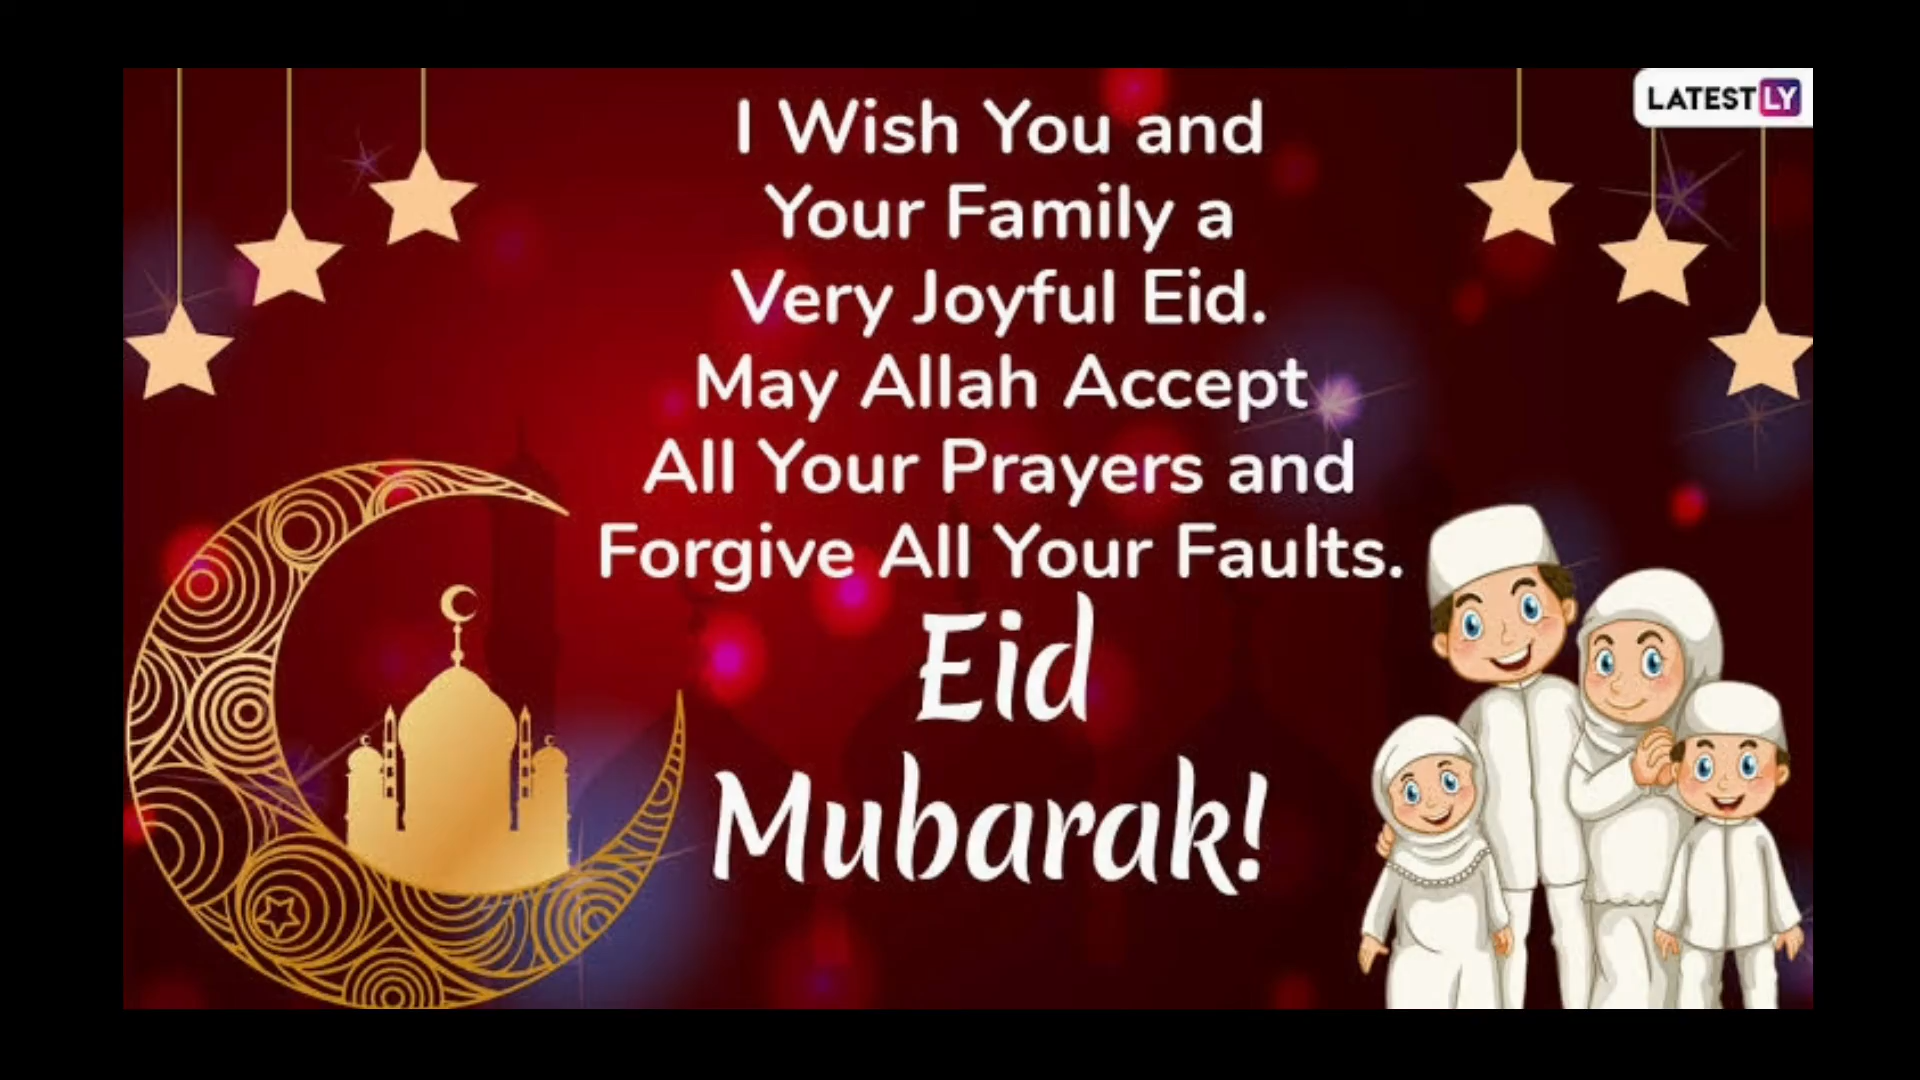 LATESTLY
I Wish You and
Your Family a
Very Joyful Eid.
May Allah Accept
All Your Prayers and
Forgive All Your Faults.
Eid
Mubarak!